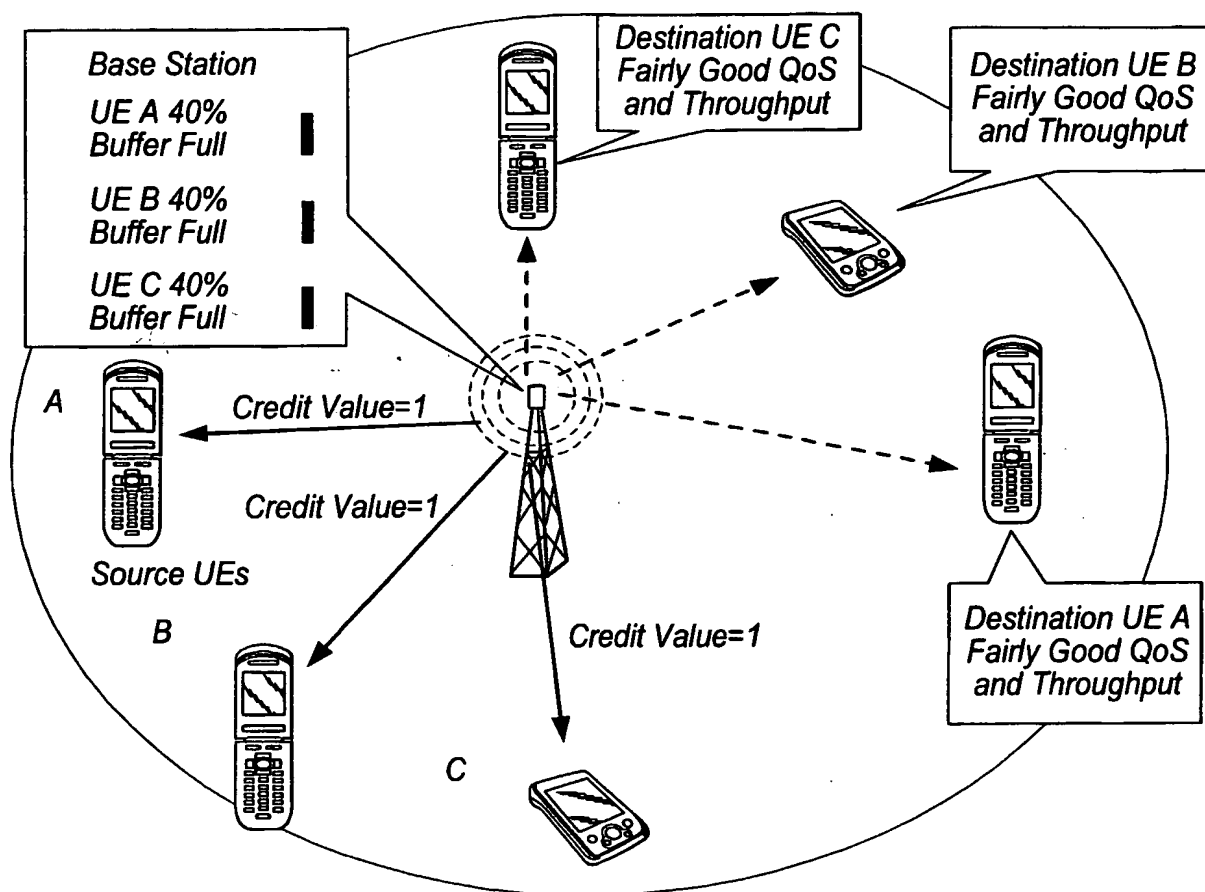 Base Station
UE A 40%
Buffer Full
UE B 40%
Buffer Full
UE C 40%
Buffer Full
Destination UE C
Fairly Good QoS
and Throughput
Destination UE B
Fairly Good QoS
and Throughput
A
Credit Value=1
Credit Value=1
Source UEs
B
Credit Value=1
Destination UE A
Fairly Good QoS
and Throughput
C